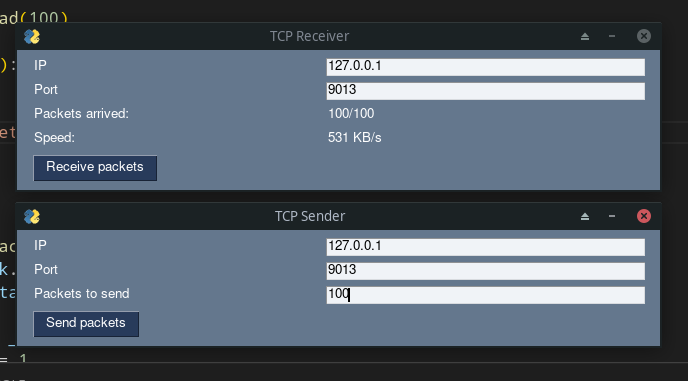 ad(100)
TCP Receiver
):
IP 127.0.0.1
Port 9013
Packets arrived: 100/100
et
Speed: 531 KB/s
Receive packets
TCP Sender
ac
IP 127.0.0.1
k.
Port 9013
ta
Packets to send 100
Send packets
= 1